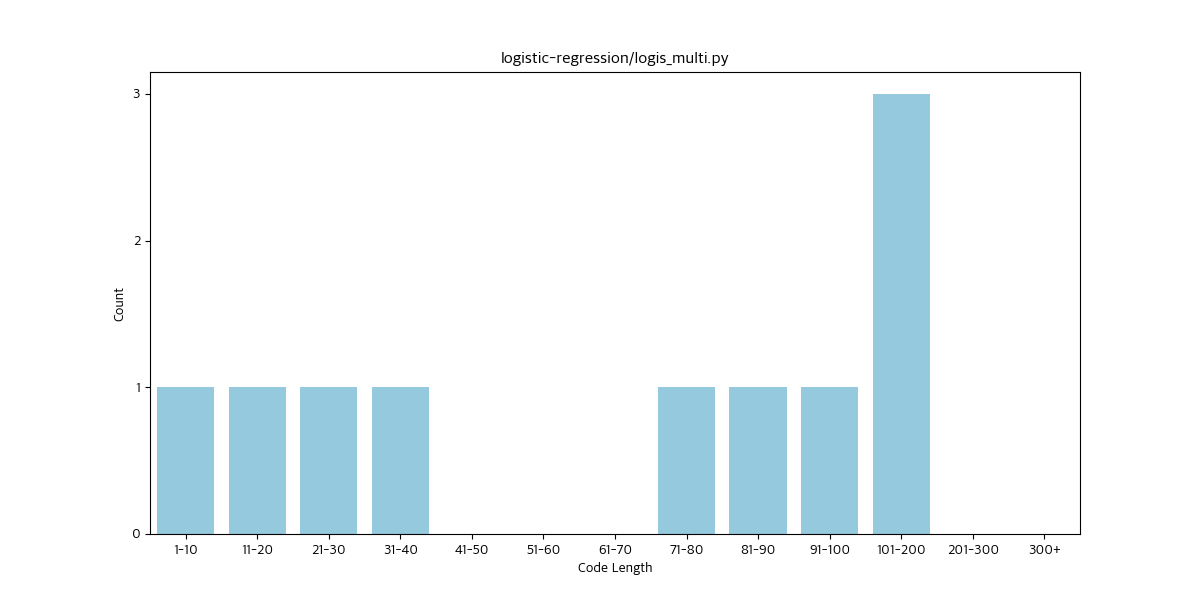 logistic-regression/logis_multi.py
3
2
1
0
Count
1-10 11-20 21-30 31-40 41-50 51-60 61-70 71-80 81-90 91-100 101-200 201-300 300+
Code Length